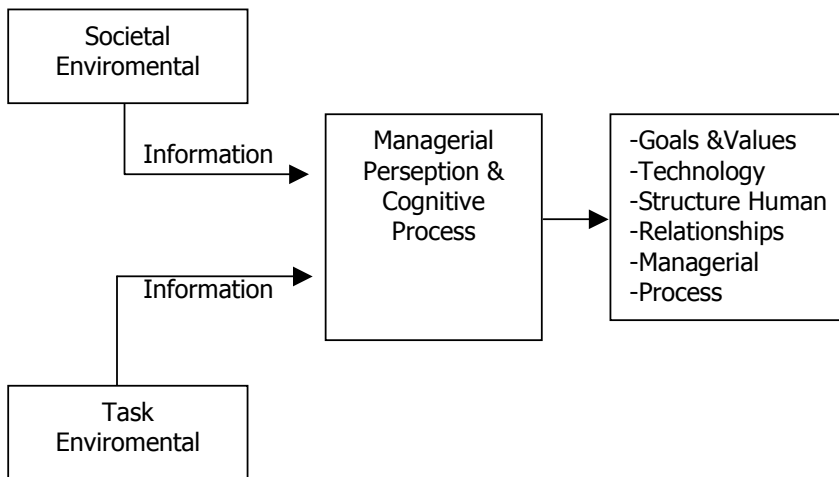 Societal
Enviromental
Information
Managerial
Perseption &
Cognitive
Process
-Goals &Values
-Technology
-Structure Human
-Relationships
-Managerial
-Process
Information
Task
Enviromental